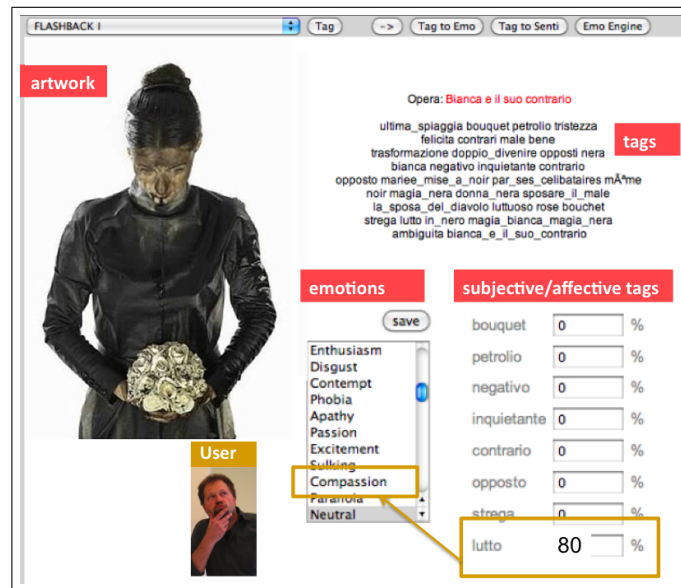 FLASHBACK I
Tag
->
Tag to Emo
Tag to Senti
Emo Engine
artwork
Opera: Bianca e il suo contrario
ultima_spiaggia bouquet petrolio tristezza
felicita contrari male bene
trasformazione doppio_divenire opposti nera
bianca negativo inquietante contrario
opposto mariee_mise_a_noir par_ses_celibataires mÃªme
noir magia_nera donna_nera sposare_il_male
la_sposa_del_diavolo luttuoso rose bouchet
strega lutto in_nero magia_bianca_magia_nera
ambiguita bianca_e_il_suo_contrario
tags
emotions
save
Enthusiasm
Disgust
Contempt
Phobia
Apathy
Passion
Excitement
Sulking
Compassion
Paranoia
Neutral
subjective/affective tags
bouquet 0 %
petrolio 0 %
negativo 0 %
inquietante 0 %
contrario 0 %
opposto 0 %
strega 0 %
lutto 80 %
User